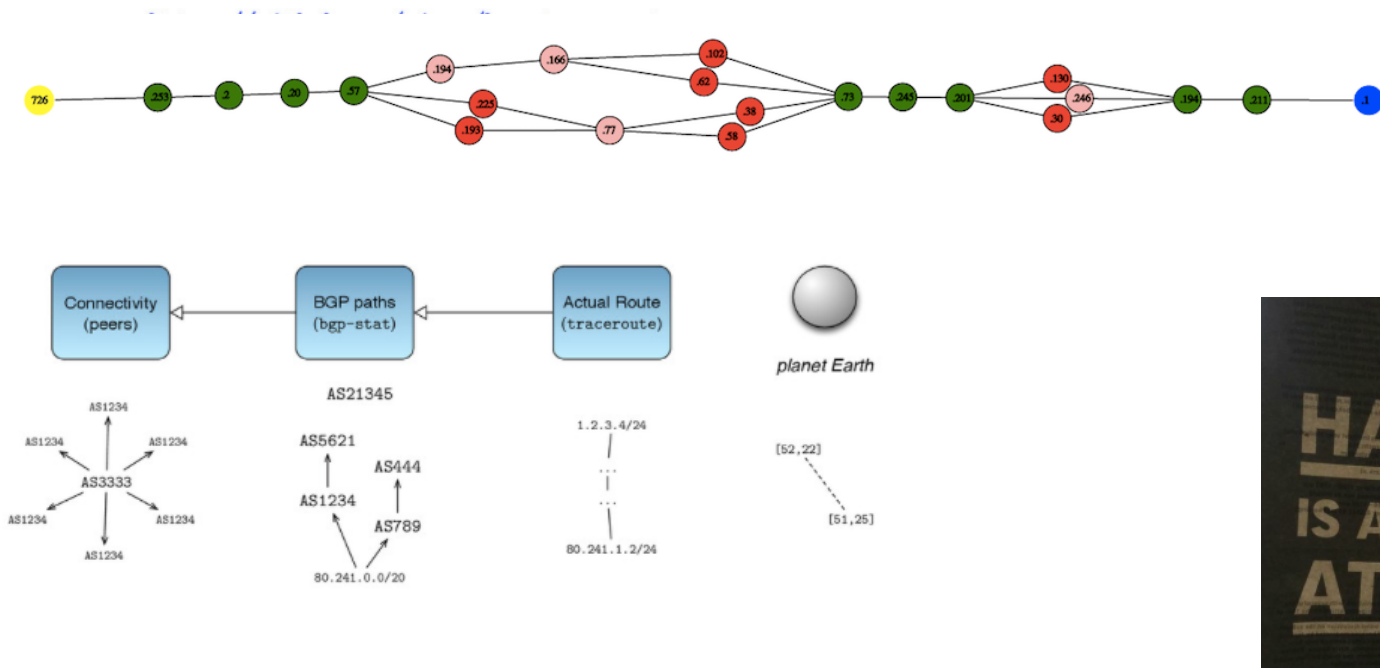 726
.253
.2
.20
.57
.194
.166
.102
.62
.225
.193
.77
.38
.58
.73
.245
.201
.130
.246
.30
.194
.211
.1
Connectivity
(peers)
BGP paths
(bgp-stat)
Actual Route
(traceroute)
planet Earth
AS1234
AS1234
AS1234
AS3333
AS1234
AS1234
AS1234
AS21345
AS5621
AS444
AS1234
AS789
80.241.0.0/20
1.2.3.4/24
...
...
80.241.1.2/24
[52,22]
[51,25]
HA
IS A
AT